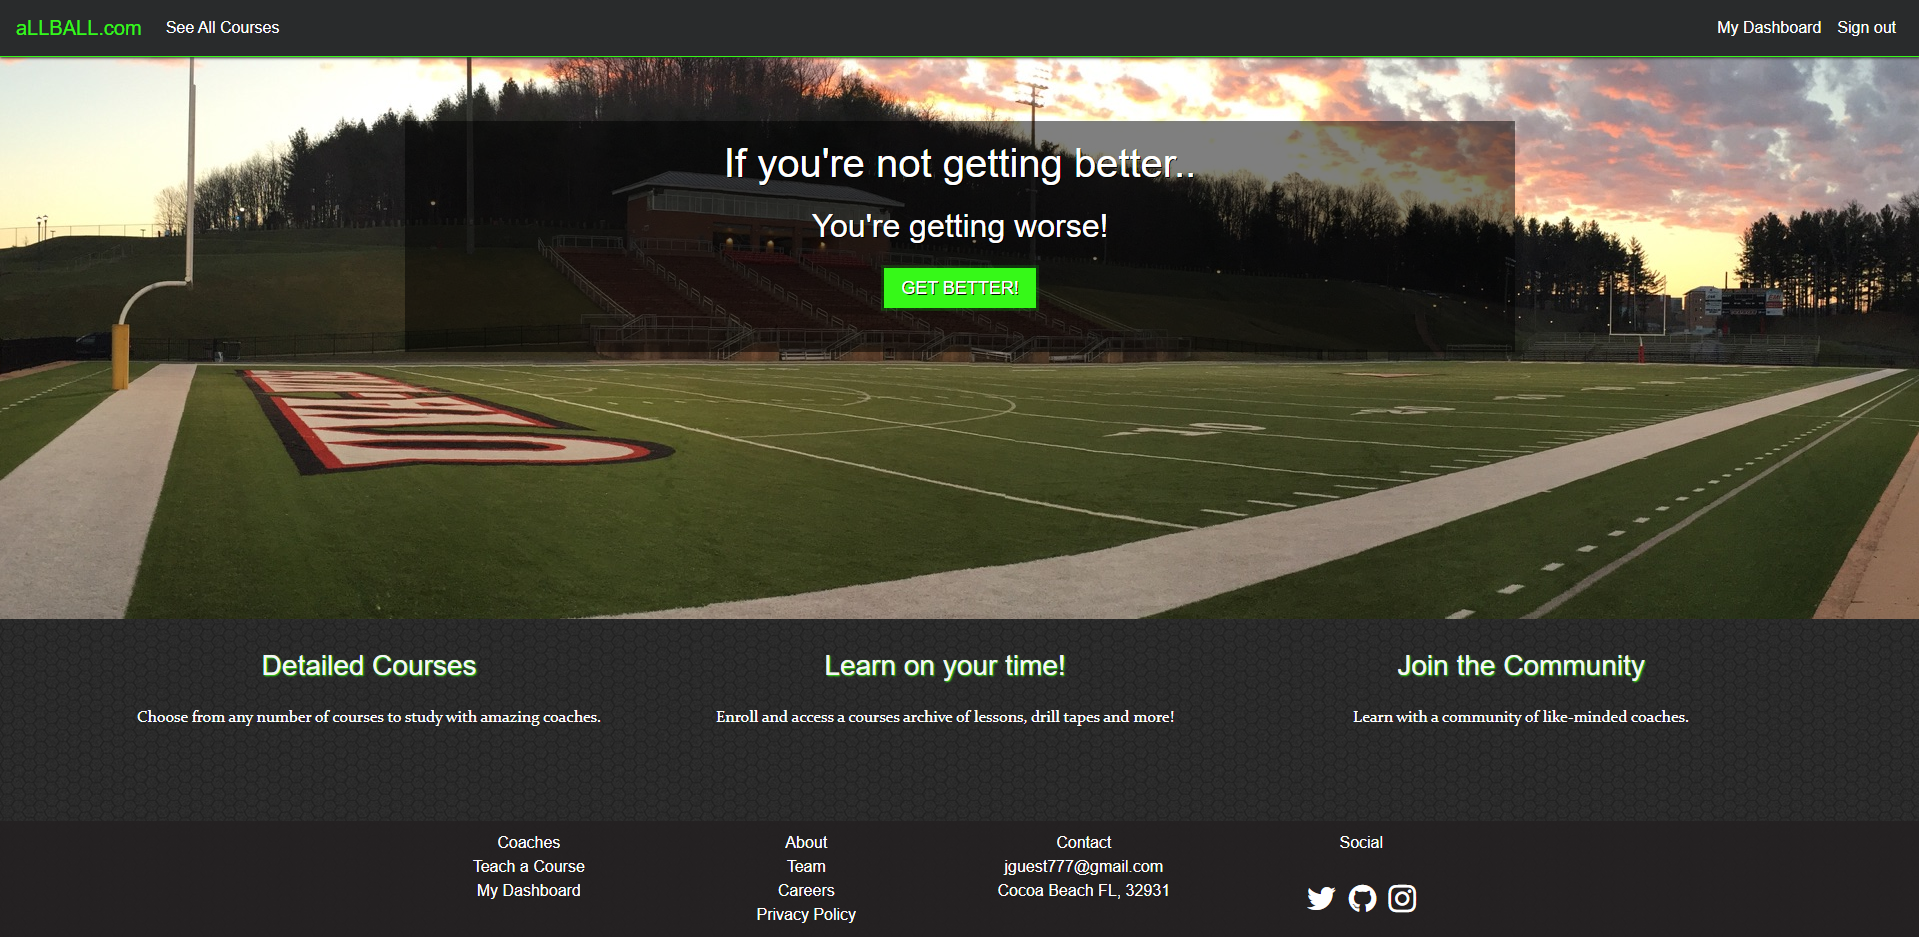 aLLBALL.com
See All Courses
My Dashboard
Sign out
If you're not getting better..
You're getting worse!
GET BETTER!
10
Detailed Courses
Choose from any number of courses to study with amazing coaches.
Learn on your time!
Enroll and access a courses archive of lessons, drill tapes and more!
Join the Community
Learn with a community of like-minded coaches.
Coaches
Teach a Course
My Dashboard
About
Team
Careers
Privacy Policy
Contact
jguest777@gmail.com
Cocoa Beach FL, 32931
Social